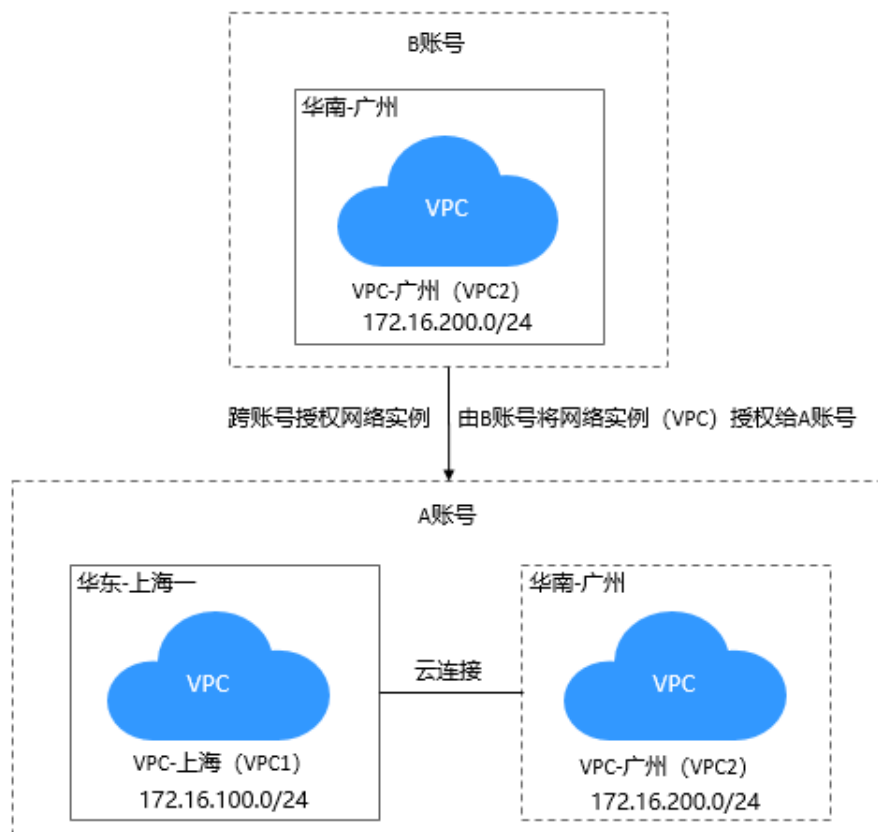 B账号
华南-广州
VPC
VPC-广州（VPC2）
172.16.200.0/24
跨账号授权网络实例 由B账号将网络实例（VPC）授权给A账号
A账号
华东-上海一
VPC
VPC-上海（VPC1）
172.16.100.0/24
云连接
华南-广州
VPC
VPC-广州（VPC2）
172.16.200.0/24